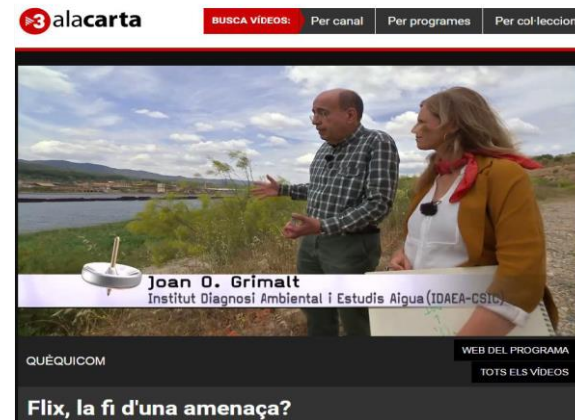 3alacarta
BUSCA VÍDEOS: Per canal Per programes Per col·leccion
Joan O. Grimalt
Institut Diagnosi Ambiental i Estudis Aigua (IDAEA-CSIC)
QUÈQUICOM
WEB DEL PROGRAMA
TOTS ELS VÍDEOS
Flix, la fi d'una amenaça?